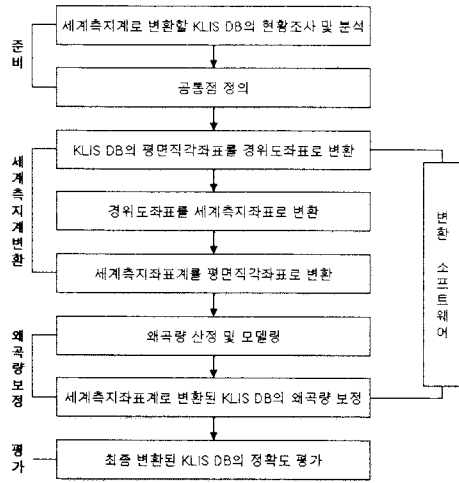 준비
세계측지계로 변환할 KLIS DB의 현황조사 및 분석
공통점 정의
세계측지계변환
KLIS DB의 평면직각좌표를 경위도좌표로 변환
경위도좌표를 세계측지좌표로 변환
세계측지좌표계를 평면직각좌표로 변환
왜곡량보정
왜곡량 산정 및 모델링
세계측지좌표계로 변환된 KLIS DB의 왜곡량 보정
변환 소프트웨어
평가
최종 변환된 KLIS DB의 정확도 평가